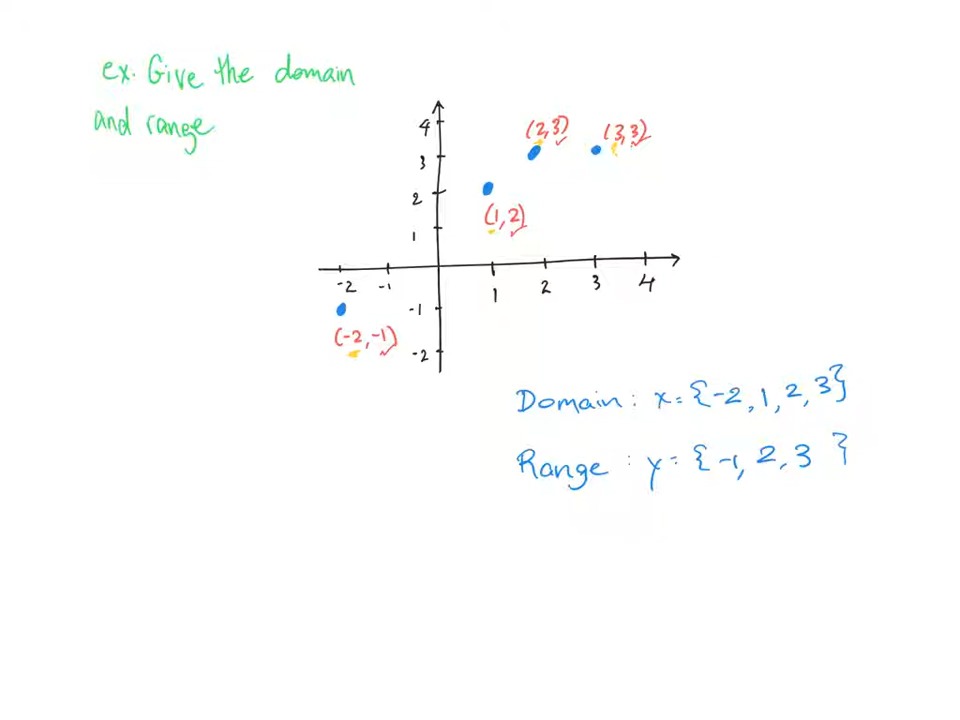 ex. Give the domain
and range
4
(2,3) (3,3)
3
2
(1,2)
1
-2 -1 1 2 3 4
-1
(-2,-1)
-2
Domain: x = {-2, 1, 2, 3}
Range : y = {-1, 2, 3 }